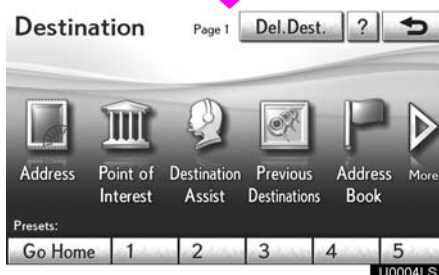 Destination Page 1 Del.Dest. ?
Address Point of Interest Destination Assist Previous Destinations Address Book More
Presets:
Go Home 1 2 3 4 5
U0004LS